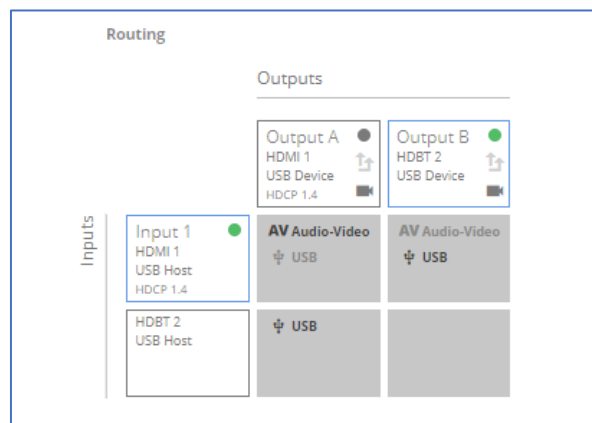 Routing
Outputs
Output A
HDMI 1
USB Device
HDCP 1.4
Output B
HDBT 2
USB Device
Inputs
Input 1
HDMI 1
USB Host
HDCP 1.4
AV Audio-Video
USB
AV Audio-Video
USB
HDBT 2
USB Host
USB